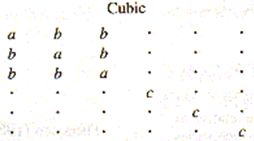 Cubic
a b b · · ·
b a b · · ·
b b a · · ·
· · · c · ·
· · · · c ·
· · · · · c